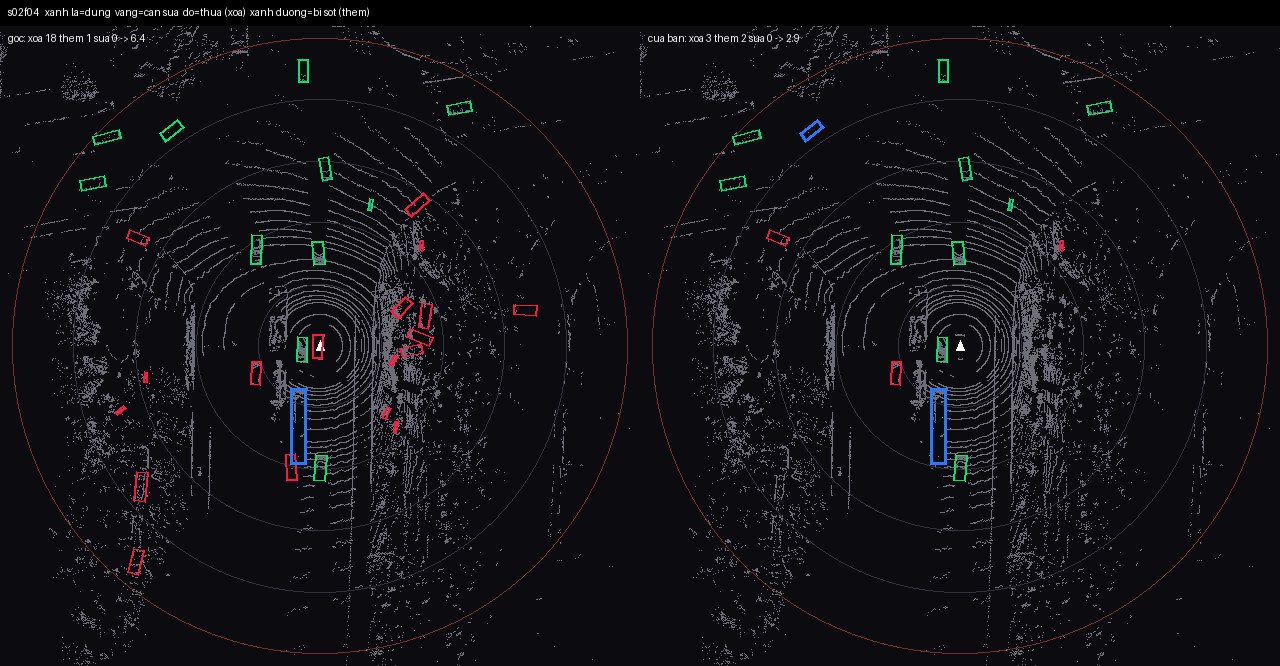 s02f04 xanh la=dung vang=can sua do=thua (xoa) xanh duong=bi sot (them)
goc: xoa 18 them 1 sua 0 -> 6.4
cua ban: xoa 3 them 2 sua 0 -> 2.9